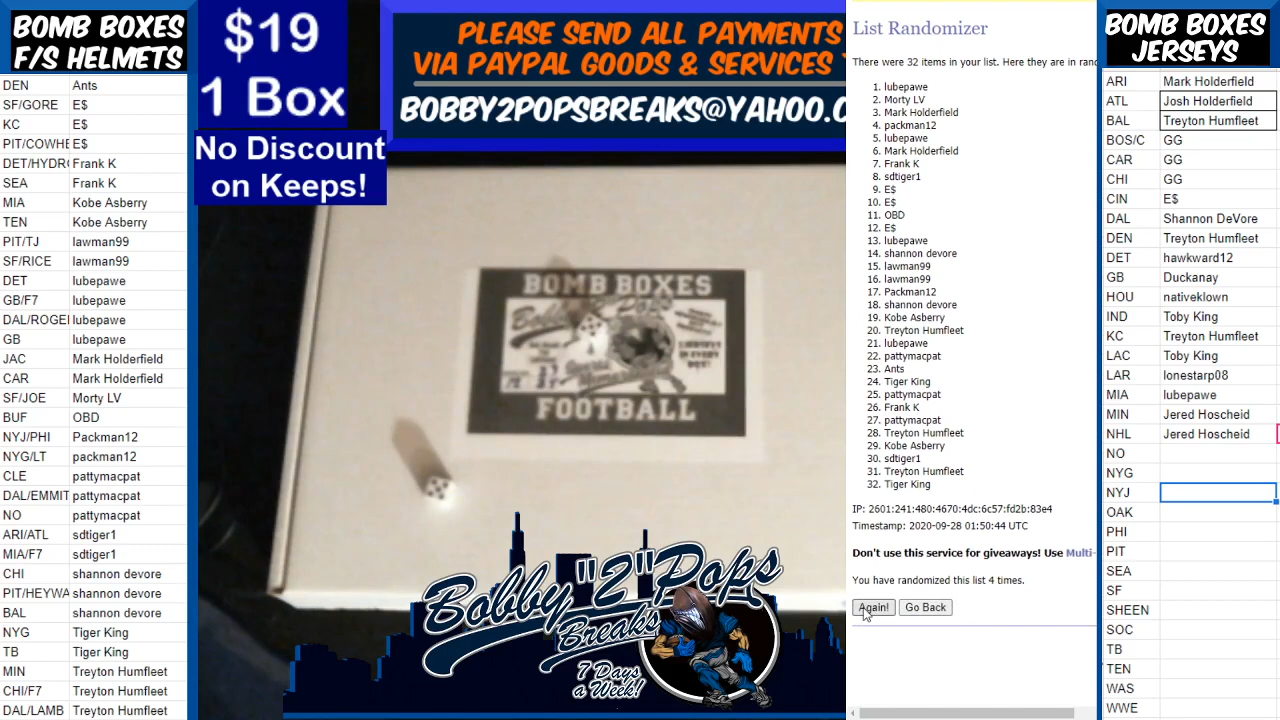 BOMB BOXES
F/S HELMETS
DEN Ants
SF/GORE E$
KC E$
PIT/COWHE E$
DET/HYDR Frank K
SEA Frank K
MIA Kobe Asberry
TEN Kobe Asberry
PIT/TJ lawman99
SF/RICE lawman99
DET lubepawe
GB/F7 lubepawe
DAL/ROGE lubepawe
GB lubepawe
JAC Mark Holderfield
CAR Mark Holderfield
SF/JOE Morty LV
BUF OBD
NYJ/PHI Packman12
NYG/LT packman12
CLE pattymacpat
DAL/EMMIT pattymacpat
NO pattymacpat
ARI/ATL sdtiger1
MIA/F7 sdtiger1
CHI shannon devore
PIT/HEYWA shannon devore
BAL shannon devore
NYG Tiger King
TB Tiger King
MIN Treyton Humfleet
CHI/F7 Treyton Humfleet
DAL/LAMB Treyton Humfleet
$19
1 Box
No Discount
on Keeps!
PLEASE SEND ALL PAYMENTS
VIA PAYPAL GOODS & SERVICES
BOBBY2POPSBREAKS@YAHOO.C
BOMB BOXES
FOOTBALL
Bobby "2" Pops
Breaks
7 Days
a Week!
List Randomizer
There were 32 items in your list. Here they are in rand
1. lubepawe
2. Morty LV
3. Mark Holderfield
4. packman12
5. lubepawe
6. Mark Holderfield
7. Frank K
8. sdtiger1
9. E$
10. E$
11. OBD
12. E$
13. lubepawe
14. shannon devore
15. lawman99
16. lawman99
17. Packman12
18. shannon devore
19. Kobe Asberry
20. Treyton Humfleet
21. lubepawe
22. pattymacpat
23. Ants
24. Tiger King
25. pattymacpat
26. Frank K
27. pattymacpat
28. Treyton Humfleet
29. Kobe Asberry
30. sdtiger1
31. Treyton Humfleet
32. Tiger King
IP: 2601:241:480:4670:4dc:6c57:fd2b:83e4
Timestamp: 2020-09-28 01:50:44 UTC
Don't use this service for giveaways! Use Multi-
You have randomized this list 4 times.
Again! Go Back
BOMB BOXES
JERSEYS
ARI Mark Holderfield
ATL Josh Holderfield
BAL Treyton Humfleet
BOS/C GG
CAR GG
CHI GG
CIN E$
DAL Shannon DeVore
DEN Treyton Humfleet
DET hawkward12
GB Duckanay
HOU nativeklown
IND Toby King
KC Treyton Humfleet
LAC Toby King
LAR lonestarp08
MIA lubepawe
MIN Jered Hoscheid
NHL Jered Hoscheid
NO
NYG
NYJ
OAK
PHI
PIT
SEA
SF
SHEEN
SOC
TB
TEN
WAS
WWE